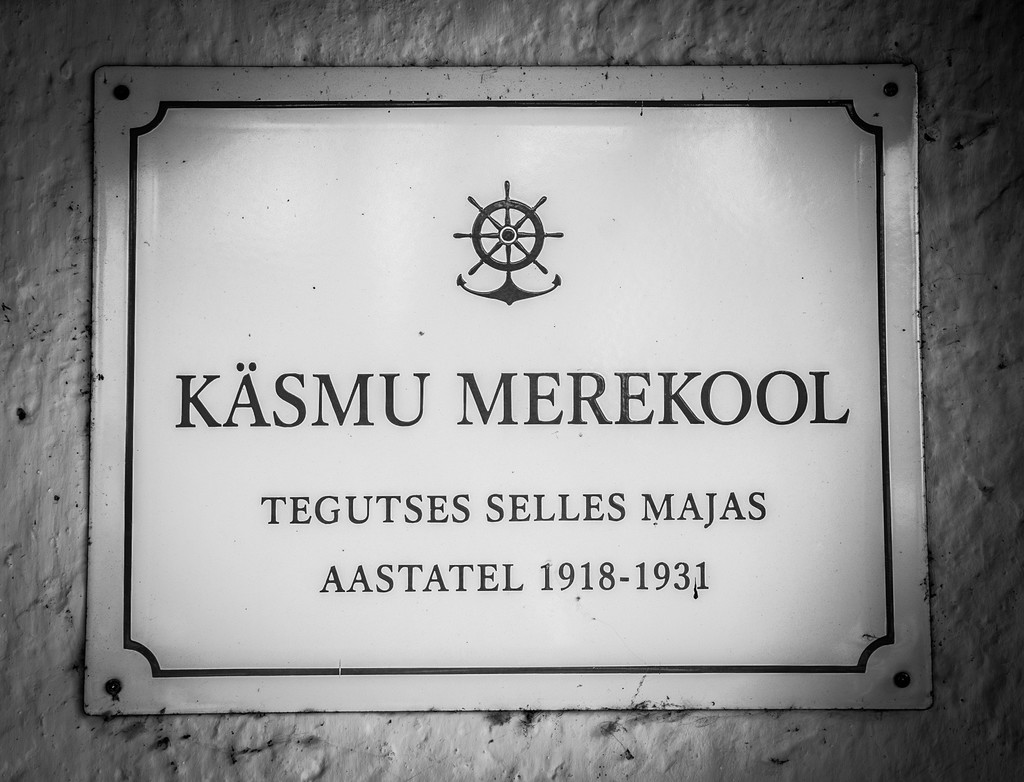 KÄSMU MEREKOOL
TEGUTSES SELLES MAJAS
AASTATEL 1918-1931